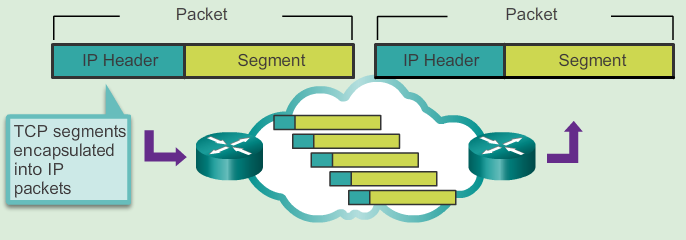 Packet
Packet
IP Header
Segment
IP Header
Segment
TCP segments
encapsulated
into IP
packets